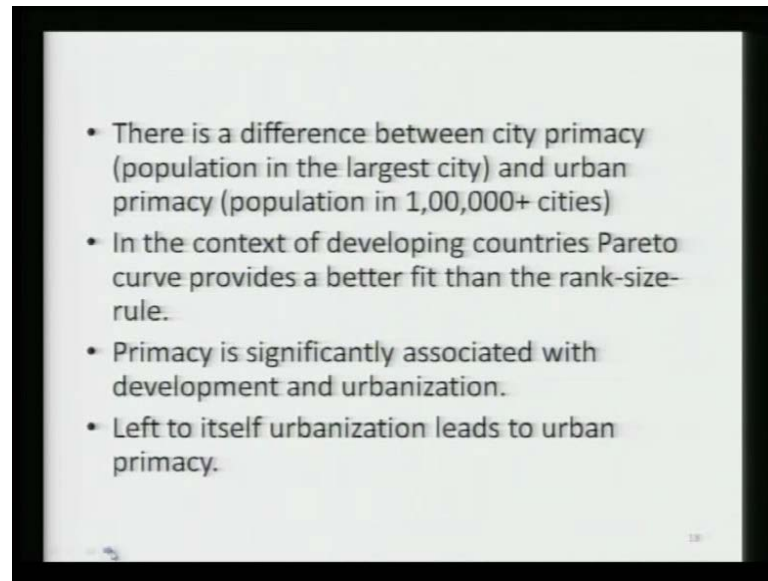 • There is a difference between city primacy
(population in the largest city) and urban
primacy (population in 1,00,000+ cities)
• In the context of developing countries Pareto
curve provides a better fit than the rank-size-
rule.
• Primacy is significantly associated with
development and urbanization.
• Left to itself urbanization leads to urban
primacy.